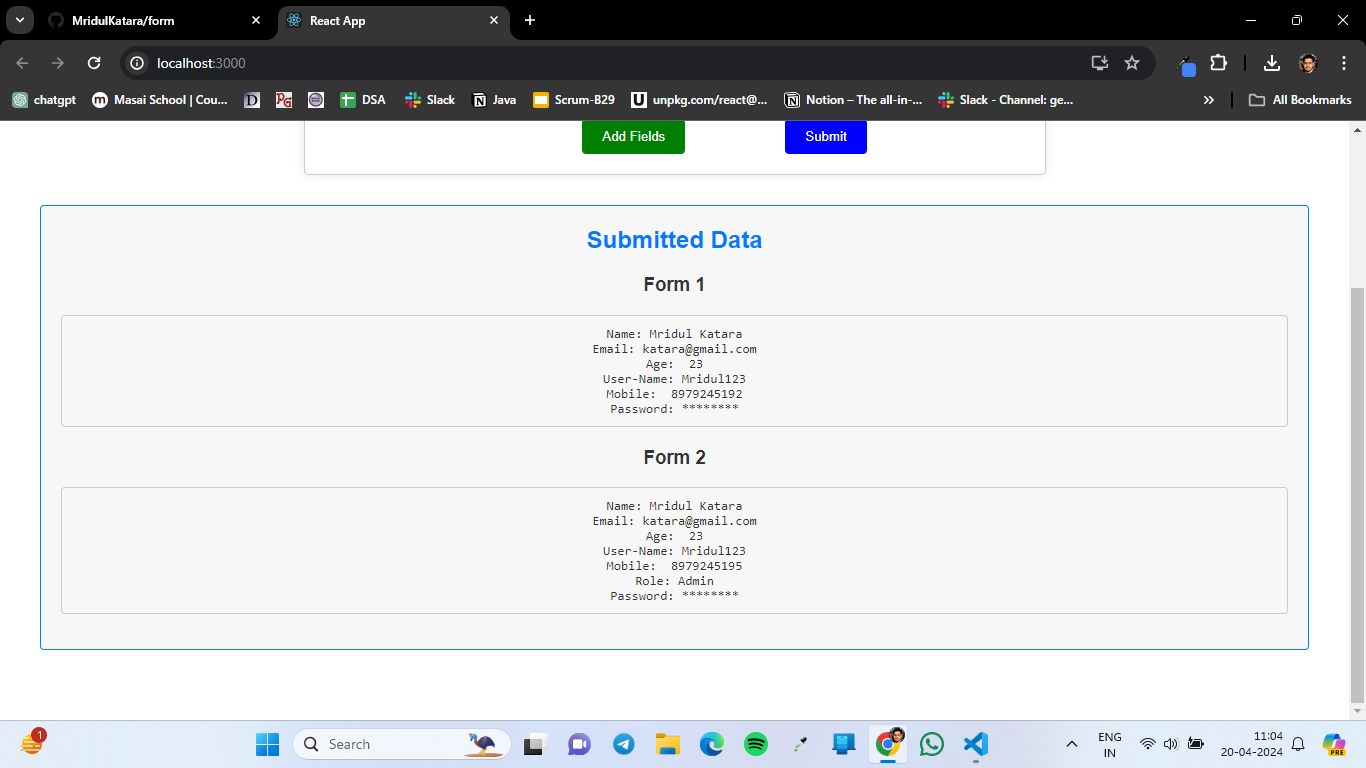 MridulKatara/form
React App
localhost:3000
chatgpt
Masai School | Cou...
DSA
Slack
Java
Scrum-B29
unpkg.com/react@...
Notion – The all-in-...
Slack - Channel: ge...
All Bookmarks
Add Fields
Submit
Submitted Data
Form 1
Name: Mridul Katara
Email: katara@gmail.com
Age:  23
User-Name: Mridul123
Mobile:  8979245192
Password: ********
Form 2
Name: Mridul Katara
Email: katara@gmail.com
Age:  23
User-Name: Mridul123
Mobile:  8979245195
Role: Admin
Password: ********
1
Search
ENG
IN
11:04
20-04-2024
PRE